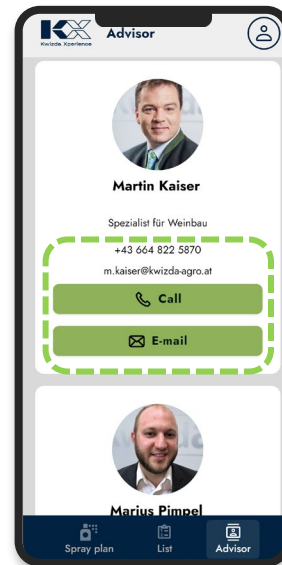 KX
Kwizda Xperience
Advisor
Martin Kaiser
Spezialist für Weinbau
+43 664 822 5870
m.kaiser@kwizda-agro.at
Call
E-mail
Marius Pimpel
Spray plan
List
Advisor